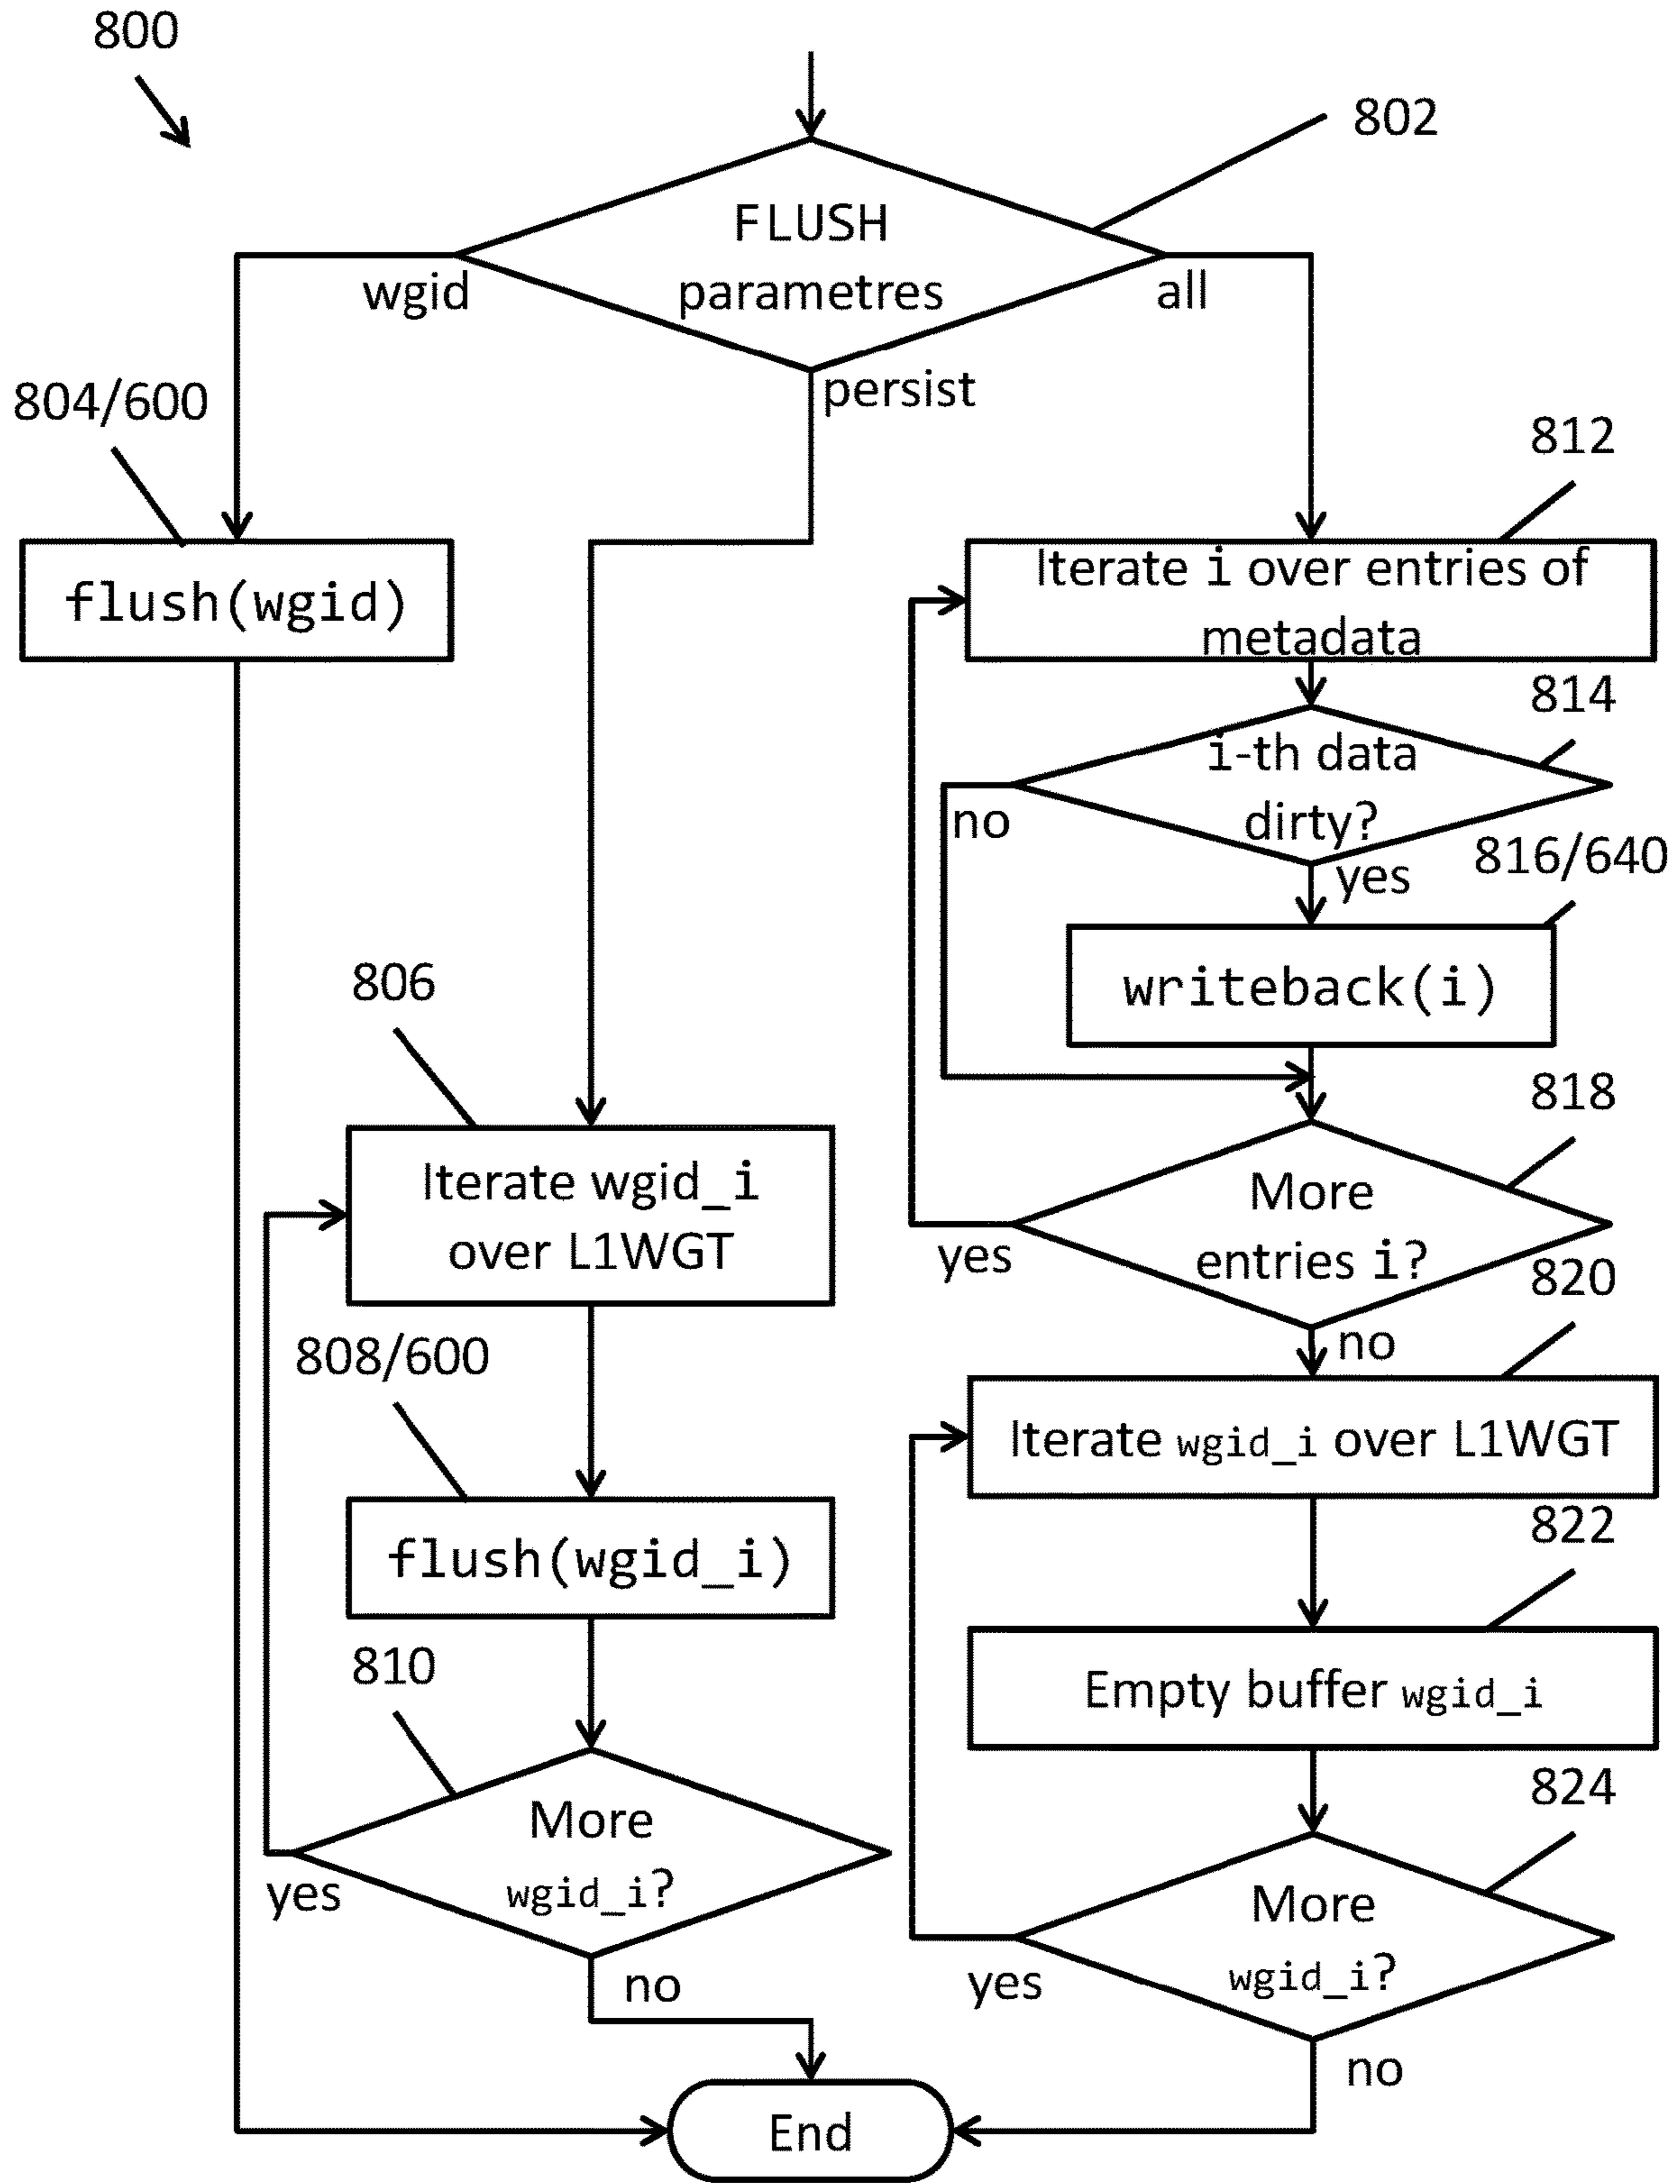 800
802
FLUSH
parametres
wgid
all
persist
804/600
812
flush(wgid)
Iterate i over entries of
metadata
814
i-th data
dirty?
no
816/640
yes
writeback(i)
806
818
Iterate wgid_i
over L1WGT
More
entries i?
yes
820
no
808/600
Iterate wgid_i over L1WGT
822
flush(wgid_i)
810
Empty buffer wgid_i
824
More
wgid_i?
yes
More
wgid_i?
yes
no
no
End